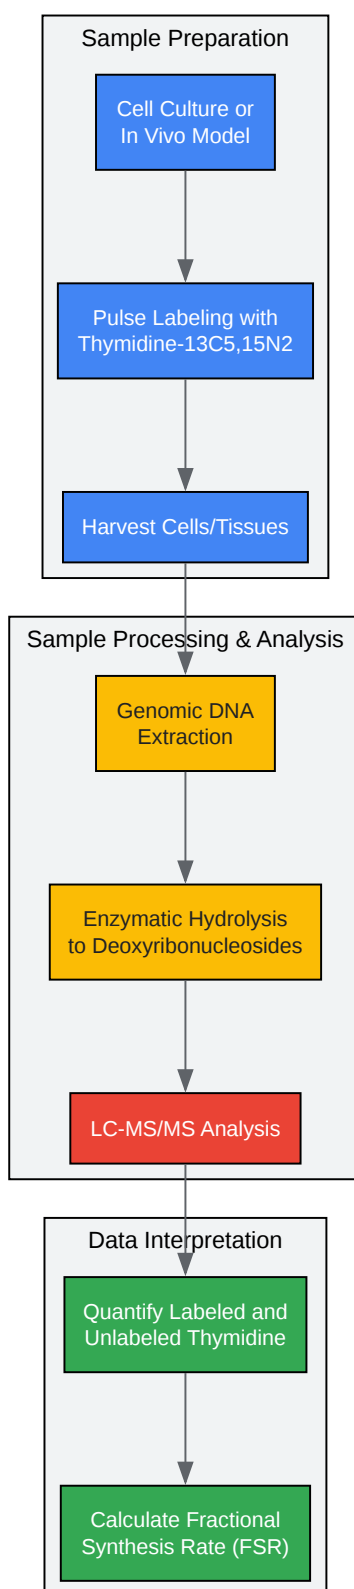 Sample Preparation
Cell Culture or
In Vivo Model
Pulse Labeling with
Thymidine-13C5,15N2
Harvest Cells/Tissues
Sample Processing & Analysis
Genomic DNA
Extraction
Enzymatic Hydrolysis
to Deoxyribonucleosides
LC-MS/MS Analysis
Data Interpretation
Quantify Labeled and
Unlabeled Thymidine
Calculate Fractional
Synthesis Rate (FSR)